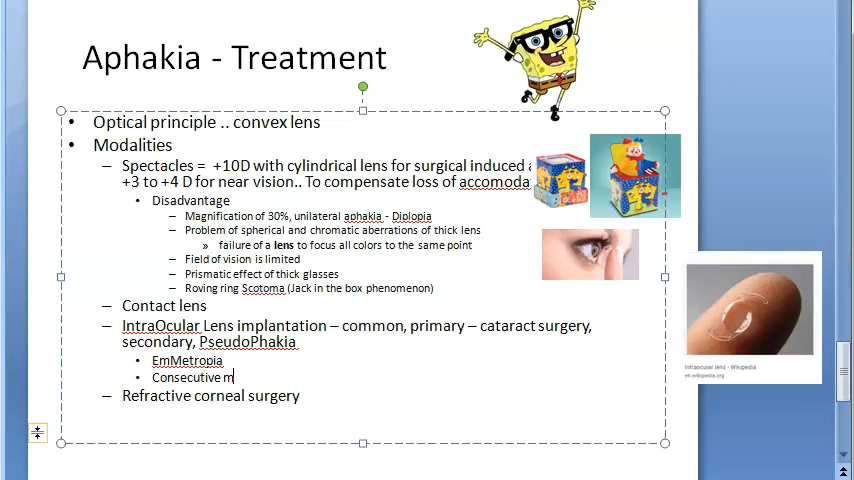 Aphakia - Treatment
• Optical principle .. convex lens
• Modalities
– Spectacles = +10D with cylindrical lens for surgical induced
+3 to +4 D for near vision.. To compensate loss of accomoda
• Disadvantage
– Magnification of 30%, unilateral aphakia - Diplopia
– Problem of spherical and chromatic aberrations of thick lens
» failure of a lens to focus all colors to the same point
– Field of vision is limited
– Prismatic effect of thick glasses
– Roving ring Scotoma (Jack in the box phenomenon)
– Contact lens
– IntraOcular Lens implantation – common, primary – cataract surgery,
secondary, PseudoPhakia
• EmMetropia
• Consecutive m
– Refractive corneal surgery
Intraocular lens - Wikipedia
en.wikipedia.org